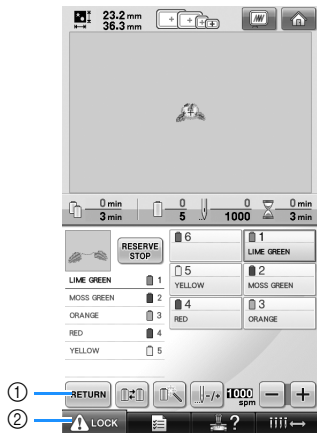 23.2 mm
36.3 mm
0 min
3 min
0
5
0
1000
0 min
3 min
RESERVE
STOP
LIME GREEN 1
MOSS GREEN 2
ORANGE 3
RED 4
YELLOW 5
6
1
LIME GREEN
5
YELLOW
2
MOSS GREEN
4
RED
3
ORANGE
① RETURN
-/+
1000
spm
− +
② LOCK
?